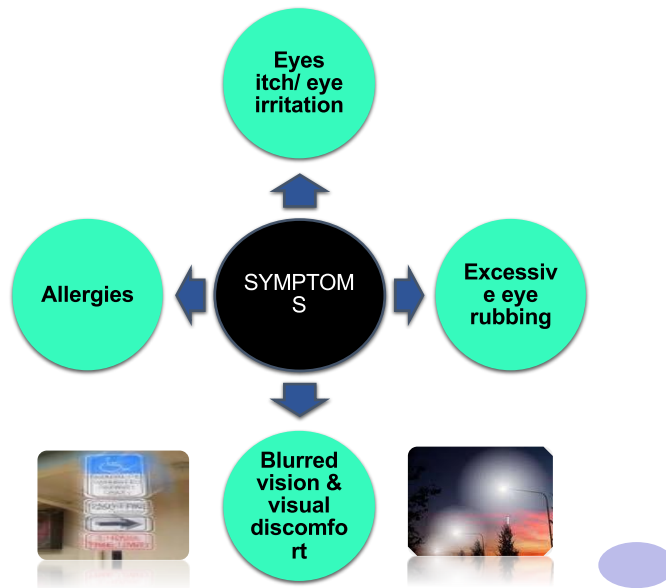 Eyes
itch/ eye
irritation
Allergies
SYMPTOM
S
Excessiv
e eye
rubbing
Blurred
vision &
visual
discomfo
rt